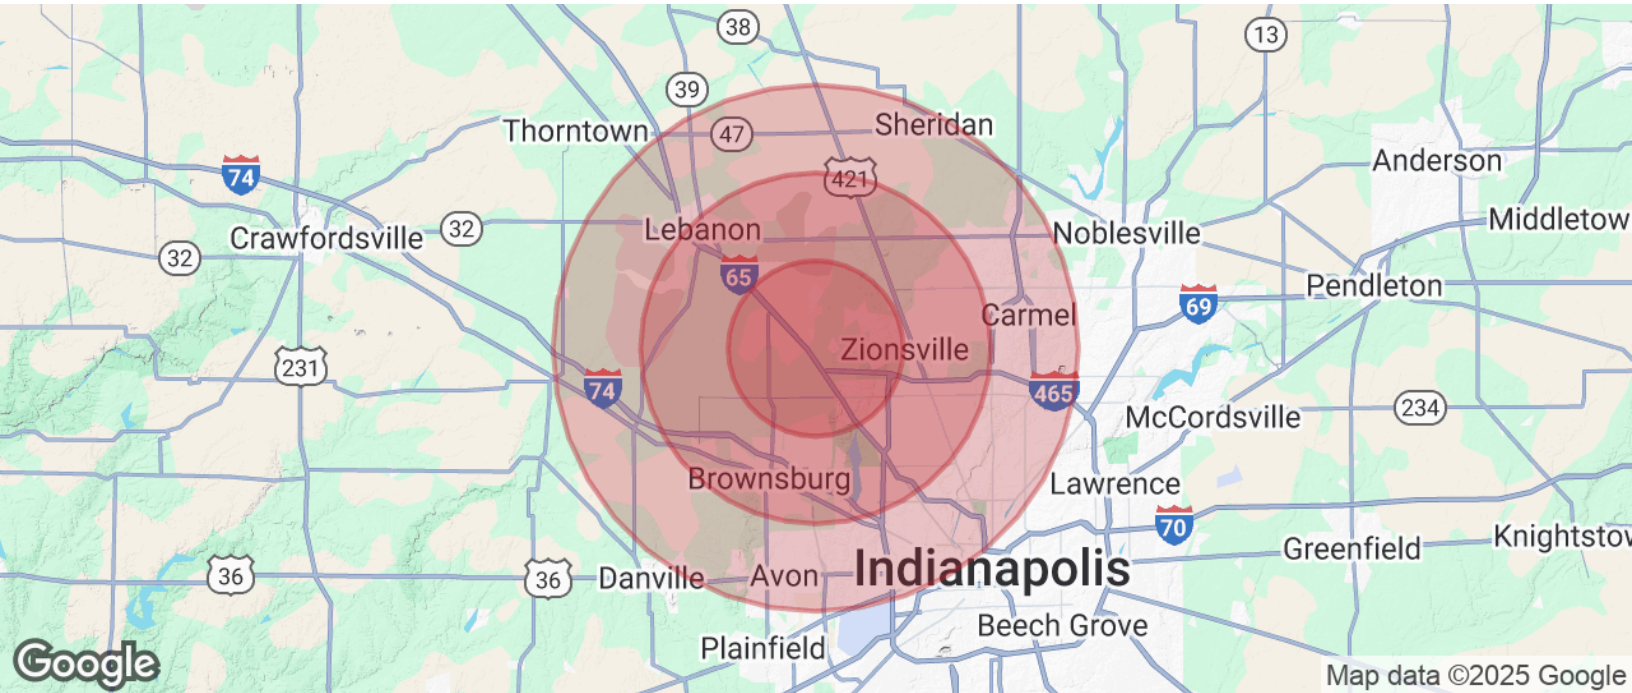 38
13
39
Thorntown
47
Sheridan
Anderson
74
421
Middletow
32
Lebanon
Crawfordsville
Noblesville
32
65
Pendleton
69
Carmel
Zionsville
231
74
465
McCordsville
234
Brownsburg
Lawrence
70
Knightstov
Greenfield
36
36
Danville
Avon
Indianapolis
Beech Grove
Plainfield
Google
Map data ©2025 Google